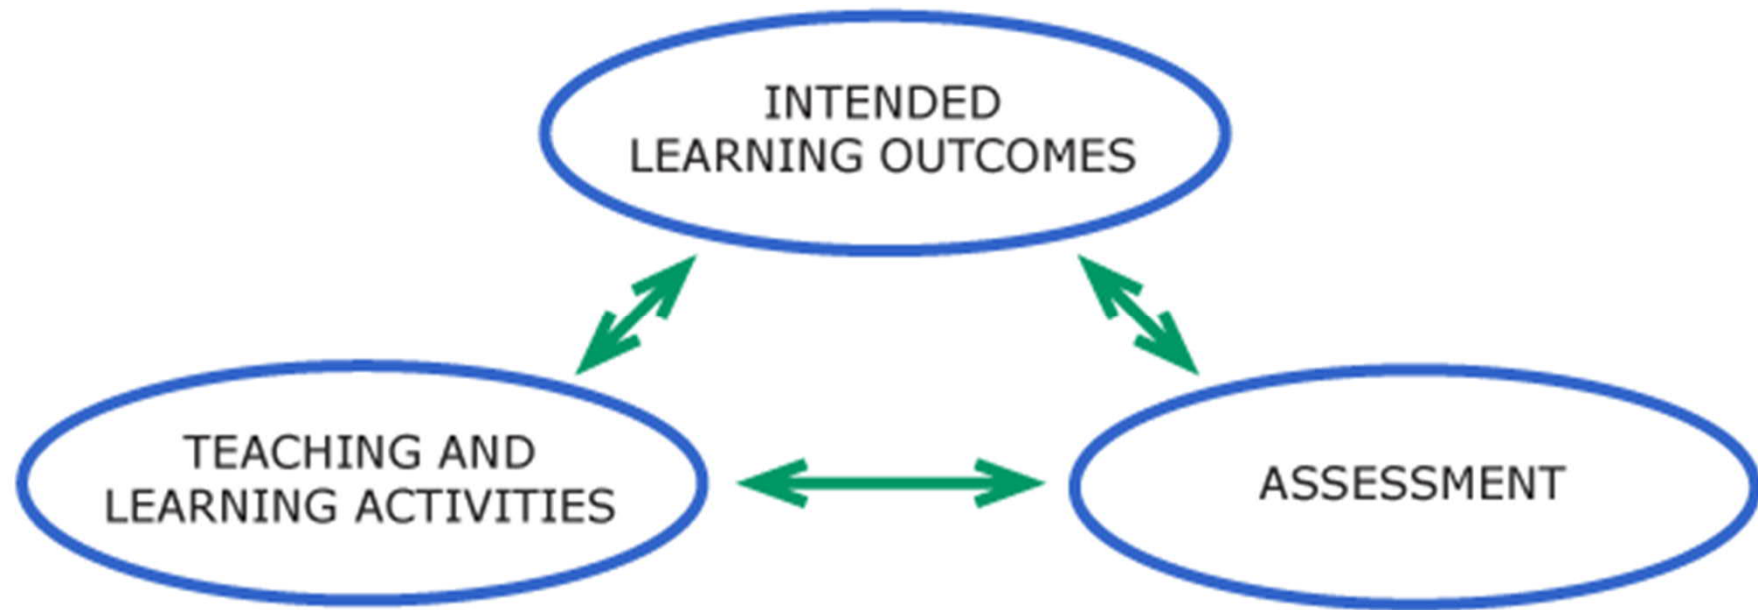 INTENDED
LEARNING OUTCOMES
TEACHING AND
LEARNING ACTIVITIES
ASSESSMENT